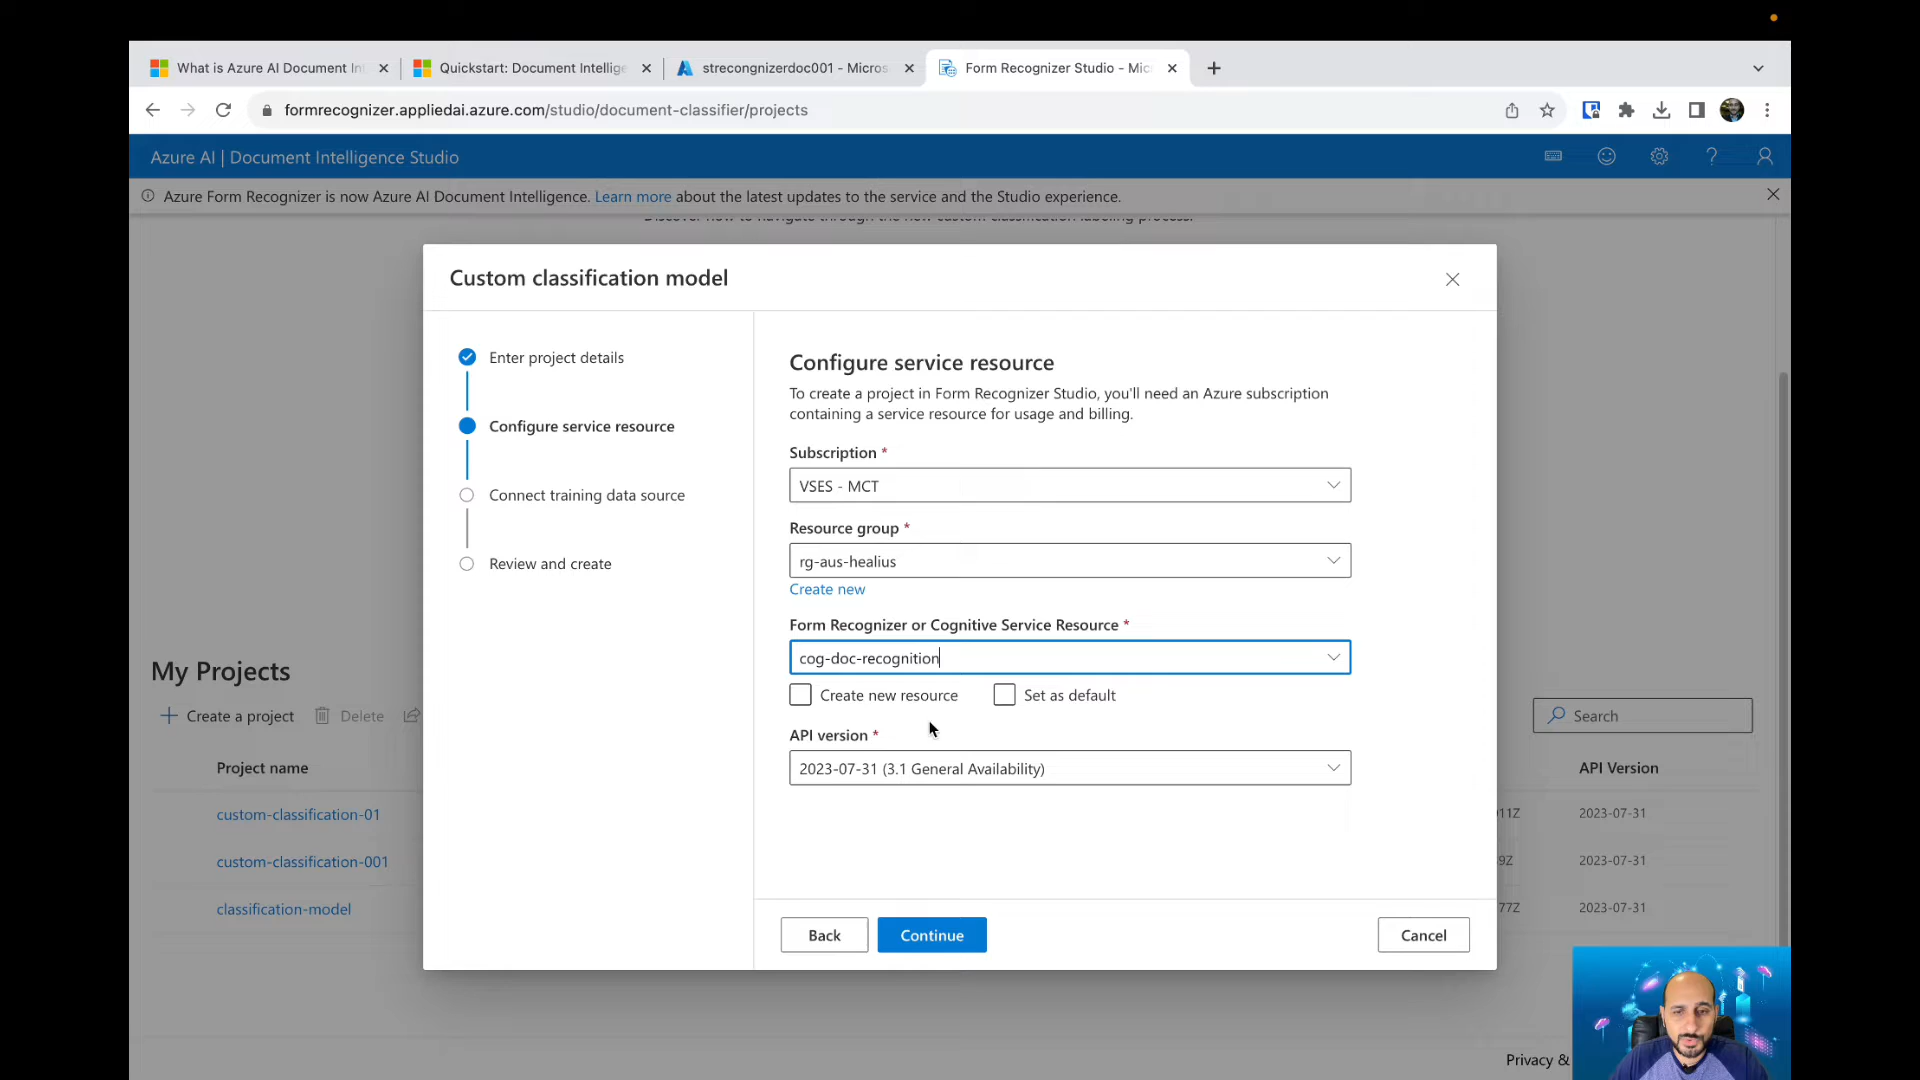 What is Azure AI Document In
Quickstart: Document Intellige
strecongnizerdoc001 - Micros
Form Recognizer Studio - Mic
formrecognizer.appliedai.azure.com/studio/document-classifier/projects
Azure AI | Document Intelligence Studio
Azure Form Recognizer is now Azure AI Document Intelligence. Learn more about the latest updates to the service and the Studio experience.
Discover how to navigate through the new custom classification labeling process.
Custom classification model
Enter project details
Configure service resource
Connect training data source
Review and create
Configure service resource
To create a project in Form Recognizer Studio, you'll need an Azure subscription
containing a service resource for usage and billing.
Subscription *
VSES - MCT
Resource group *
rg-aus-healius
Create new
Form Recognizer or Cognitive Service Resource *
cog-doc-recognition
Create new resource
Set as default
API version *
2023-07-31 (3.1 General Availability)
Back
Continue
Cancel
My Projects
Create a project
Delete
Search
Project name
API Version
custom-classification-01
11Z
2023-07-31
custom-classification-001
39Z
2023-07-31
classification-model
77Z
2023-07-31
Privacy &